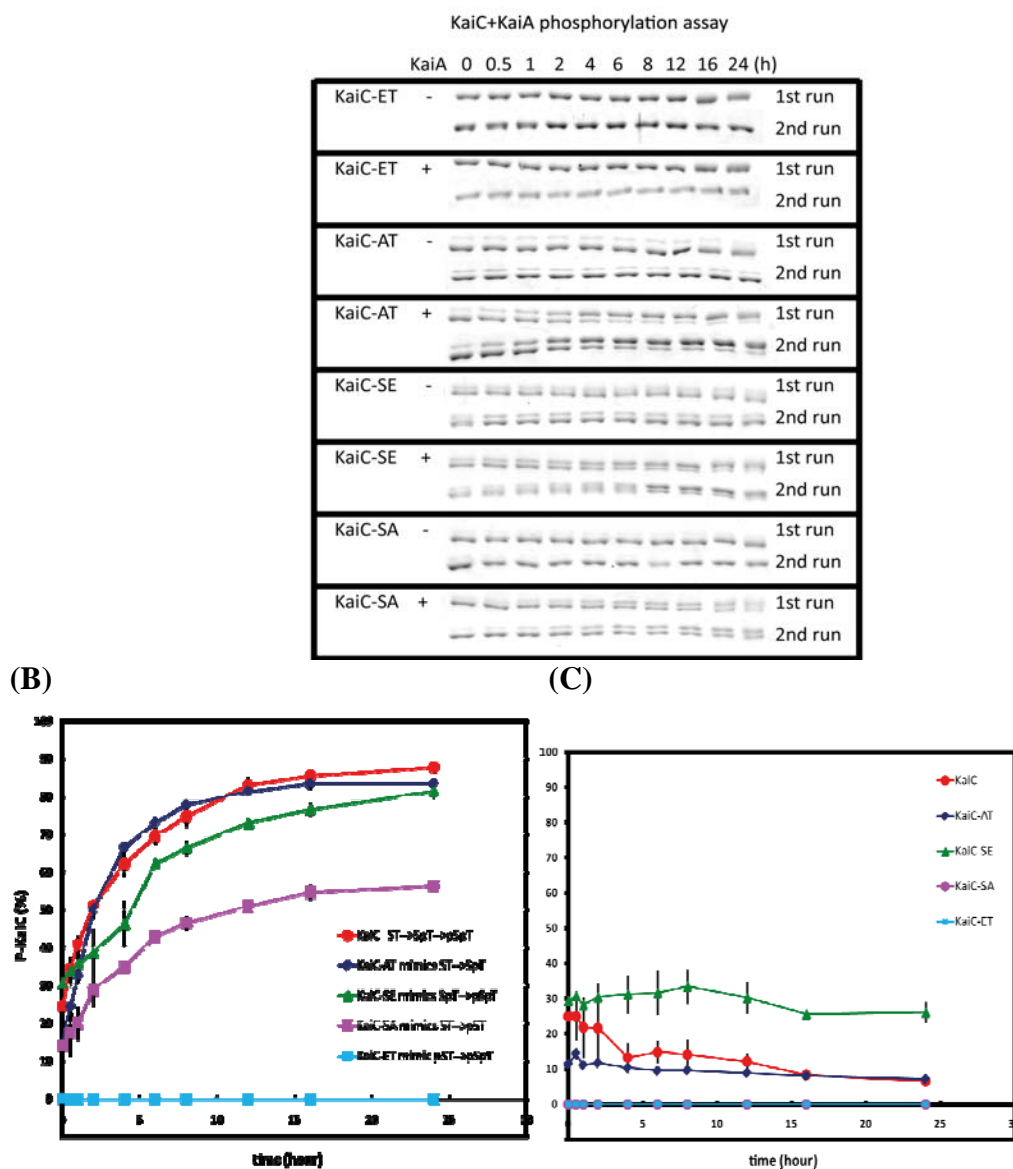 KaiC+KaiA phosphorylation assay
KaiA 0 0.5 1 2 4 6 8 12 16 24 (h)
KaiC-ET - 1st run
2nd run
KaiC-ET + 1st run
2nd run
KaiC-AT - 1st run
2nd run
KaiC-AT + 1st run
2nd run
KaiC-SE - 1st run
2nd run
KaiC-SE + 1st run
2nd run
KaiC-SA - 1st run
2nd run
KaiC-SA + 1st run
2nd run
(B) (C)
P-KaiC (%)
100
90
80
70
60
50
40
30
20
10
0
0 5 10 15 20 25 30
time (hour)
KaiC ST->SpT->pSpT
KaiC-AT mimics ST->SpT
KaiC-SE mimics SpT->pSpT
KaiC-SA mimics ST->pST
KaiC-ET mimic pST->pSpT
100
90
80
70
60
50
40
30
20
10
0
5 10 15 20 25 3
time (hour)
KaiC
KaiC-AT
KaiC-SE
KaiC-SA
KaiC-ET